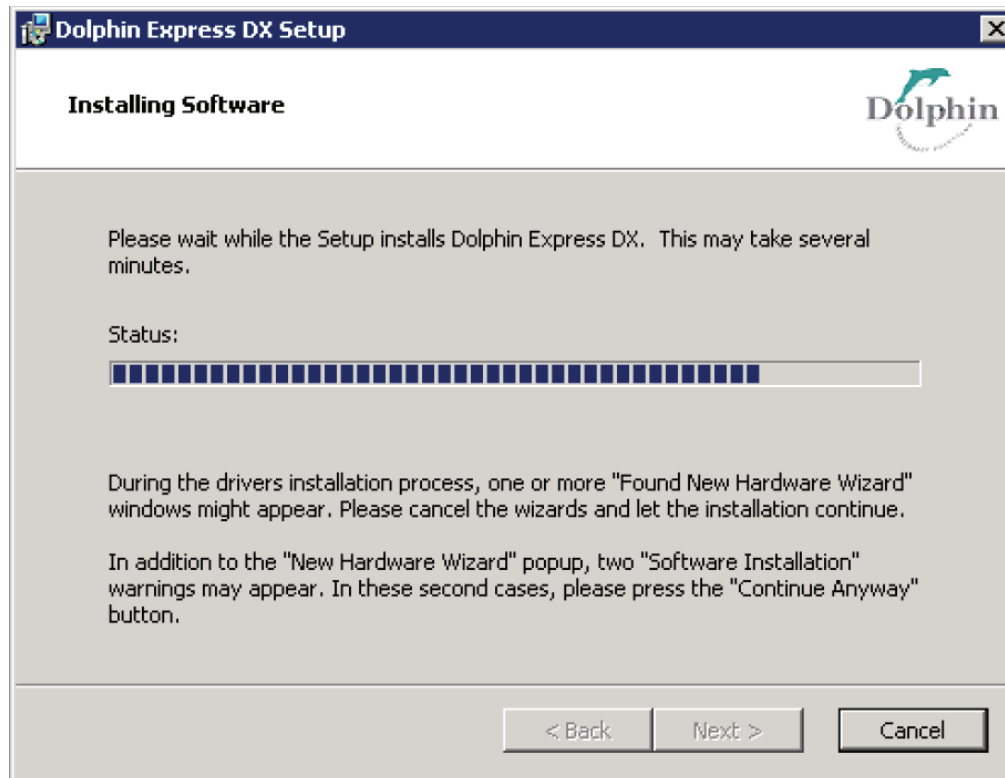 Dolphin Express DX Setup
Installing Software
Dolphin
Please wait while the Setup installs Dolphin Express DX.  This may take several
minutes.
Status:
During the drivers installation process, one or more "Found New Hardware Wizard"
windows might appear. Please cancel the wizards and let the installation continue.
In addition to the "New Hardware Wizard" popup, two "Software Installation"
warnings may appear. In these second cases, please press the "Continue Anyway"
button.
< Back
Next >
Cancel